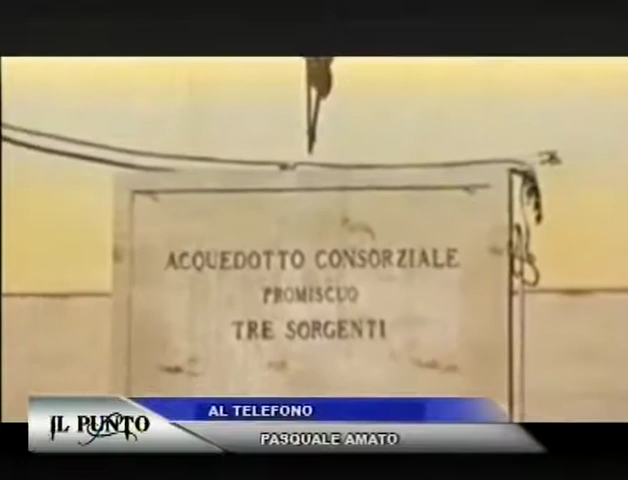 ACQUEDOTTO CONSORZIALE
PROMISCUO
TRE SORGENTI
IL PUNTO
AL TELEFONO
PASQUALE AMATO